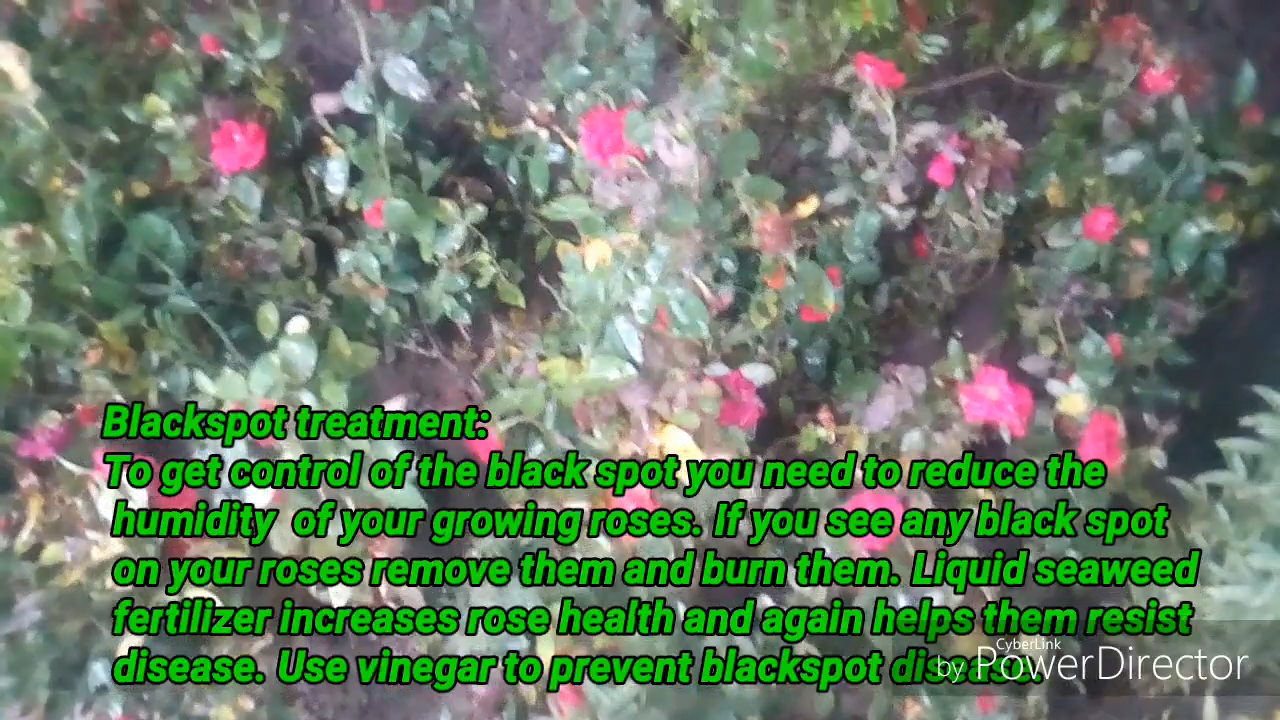 Blackspot treatment:
To get control of the black spot you need to reduce the
humidity of your growing roses. If you see any black spot
on your roses remove them and burn them. Liquid seaweed
fertilizer increases rose health and again helps them resist
disease. Use vinegar to prevent blackspot disease.
CyberLink
by PowerDirector